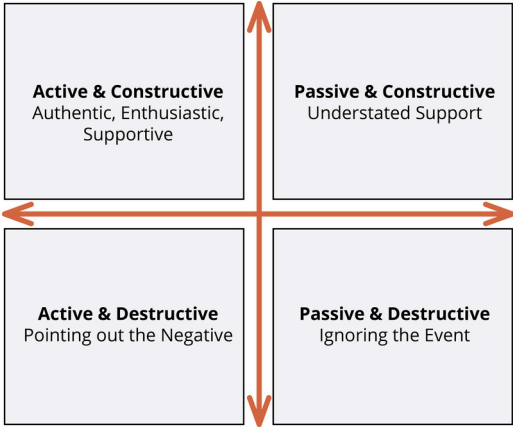 Active & Constructive
Authentic, Enthusiastic,
Supportive
Passive & Constructive
Understated Support
Active & Destructive
Pointing out the Negative
Passive & Destructive
Ignoring the Event